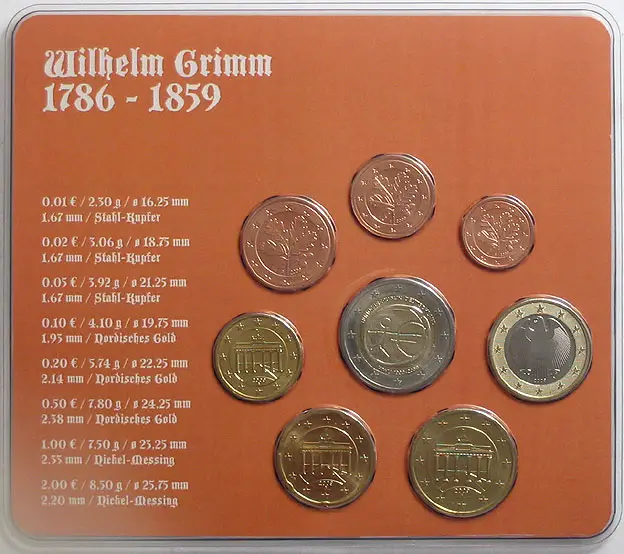 Wilhelm Grimm
1786 - 1859
0.01 € / 2.30 g / ø 16.25 mm
1.67 mm / Stahl-Kupfer
0.02 € / 3.06 g / ø 18.75 mm
1.67 mm / Stahl-Kupfer
0.05 € / 3.92 g / ø 21.25 mm
1.67 mm / Stahl-Kupfer
0.10 € / 4.10 g / ø 19.75 mm
1.93 mm / Nordisches Gold
0.20 € / 5.74 g / ø 22.25 mm
2.14 mm / Nordisches Gold
0.50 € / 7.80 g / ø 24.25 mm
2.38 mm / Nordisches Gold
1.00 € / 7.50 g / ø 23.25 mm
2.33 mm / Nickel-Messing
2.00 € / 8.50 g / ø 25.75 mm
2.20 mm / Nickel-Messing